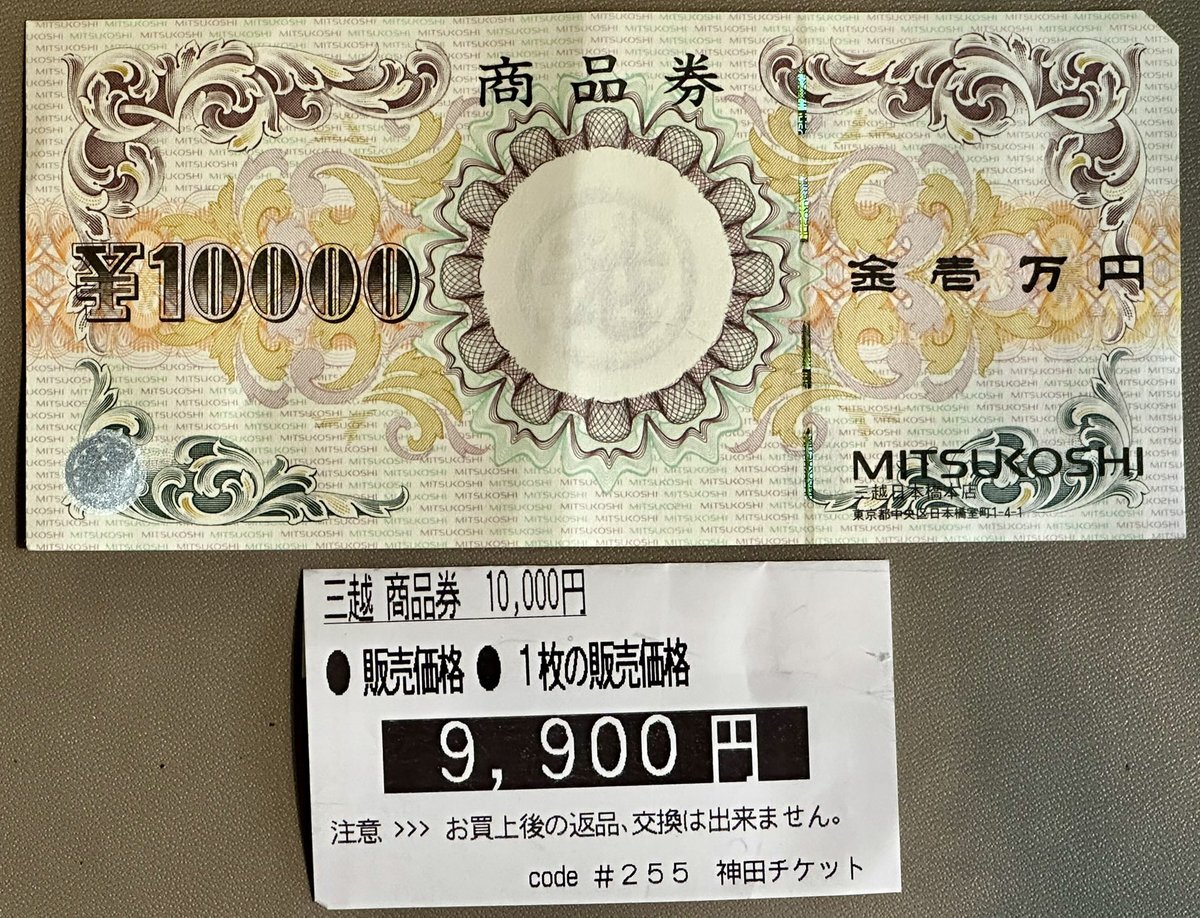 商品券
¥10000
金壱万円
MITSUKOSHI
三越日本橋本店
東京都中央区日本橋室町1-4-1
三越 商品券 10,000円
● 販売価格 ● 1枚の販売価格
9,900円
注意 >>> お買上後の返品、交換は出来ません。
code #255 神田チケット